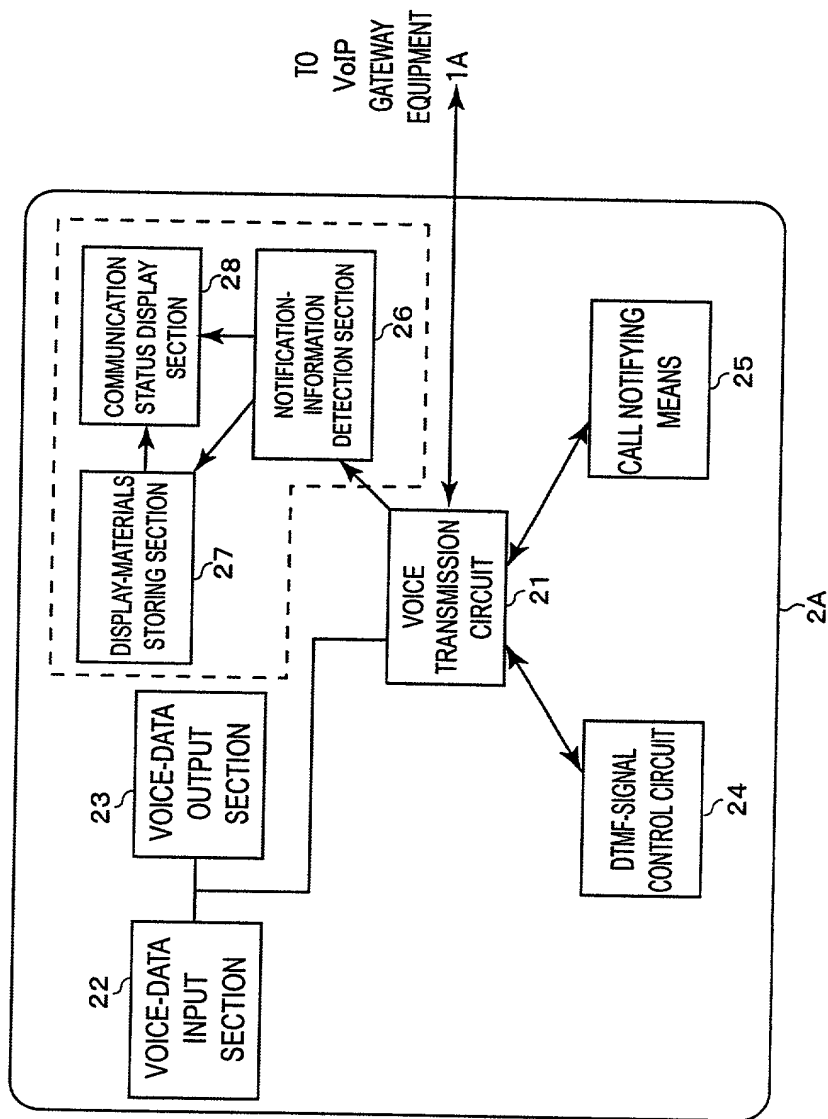 22
VOICE-DATA
INPUT
SECTION
23
VOICE-DATA
OUTPUT
SECTION
DISPLAY-MATERIALS
STORING SECTION
27
COMMUNICATION
STATUS DISPLAY
SECTION
28
NOTIFICATION-
INFORMATION
DETECTION SECTION
26
VOICE
TRANSMISSION
CIRCUIT
21
DTMF-SIGNAL
CONTROL CIRCUIT
24
CALL NOTIFYING
MEANS
25
2A
TO
VoIP
GATEWAY
EQUIPMENT
1A